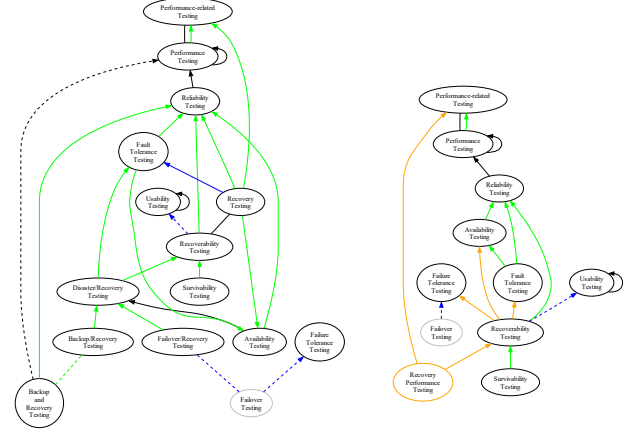 Performance-related
Testing
Performance
Testing
Reliability
Testing
Fault
Tolerance
Testing
Usability
Testing
Recovery
Testing
Recoverability
Testing
Disaster/Recovery
Testing
Survivability
Testing
Backup/Recovery
Testing
Failover/Recovery
Testing
Availability
Testing
Failure
Tolerance
Testing
Backup
and
Recovery
Testing
Failover
Testing
Performance-related
Testing
Performance
Testing
Reliability
Testing
Availability
Testing
Failure
Tolerance
Testing
Fault
Tolerance
Testing
Usability
Testing
Failover
Testing
Recoverability
Testing
Recovery
Performance
Testing
Survivability
Testing